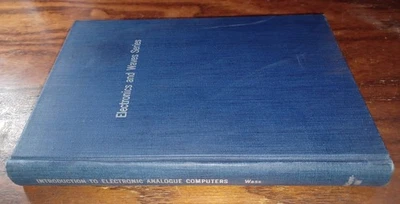 Electronics and Waves Series
INTRODUCTION TO ELECTRONIC ANALOGUE COMPUTERS Wass